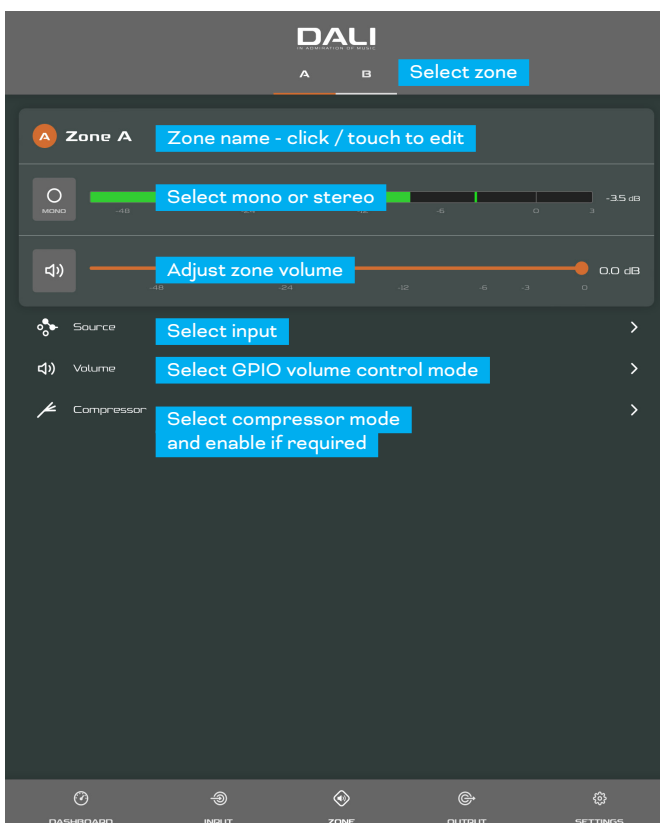 DALI
IN ADMIRATION OF MUSIC
A B Select zone
A Zone A Zone name - click / touch to edit
MONO Select mono or stereo -3.5 dB
-48 -24 -12 -6 0 3
Adjust zone volume 0.0 dB
-48 -24 -12 -6 -3 0
Source Select input
Volume Select GPIO volume control mode
Compressor Select compressor mode
and enable if required
DASHBOARD INPUT ZONE OUTPUT SETTINGS